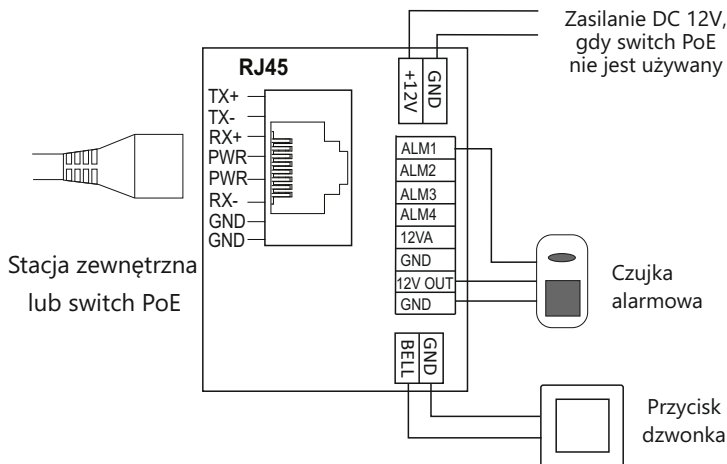 Zasilanie DC 12V,
gdy switch PoE
nie jest używany
RJ45
+12V
GND
TX+
TX-
RX+
PWR
PWR
RX-
GND
GND
ALM1
ALM2
ALM3
ALM4
12VA
GND
12V OUT
GND
Stacja zewnętrzna
lub switch PoE
Czujka
alarmowa
BELL
GND
Przycisk
dzwonka